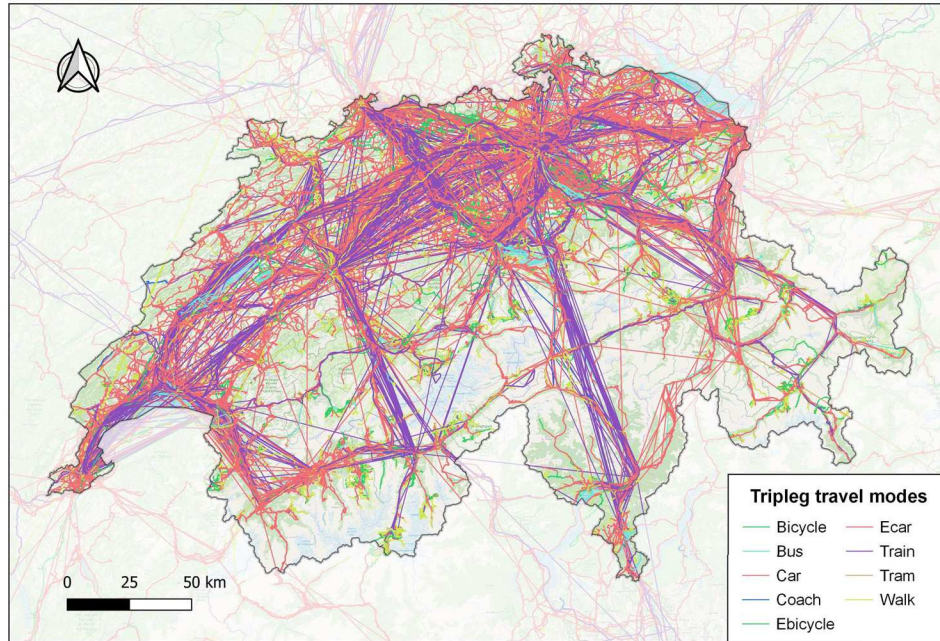 Tripleg travel modes
Bicycle
Bus
Car
Coach
Ebicycle
Ecar
Train
Tram
Walk
0 25 50 km